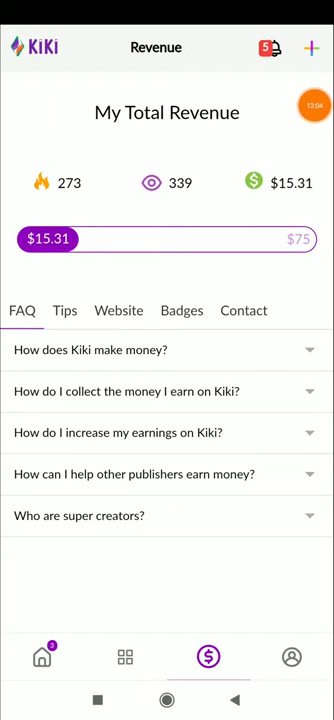 KiKi
Revenue
5
12:04
My Total Revenue
273
339
$15.31
$15.31
$75
FAQ Tips Website Badges Contact
How does Kiki make money?
How do I collect the money I earn on Kiki?
How do I increase my earnings on Kiki?
How can I help other publishers earn money?
Who are super creators?
3